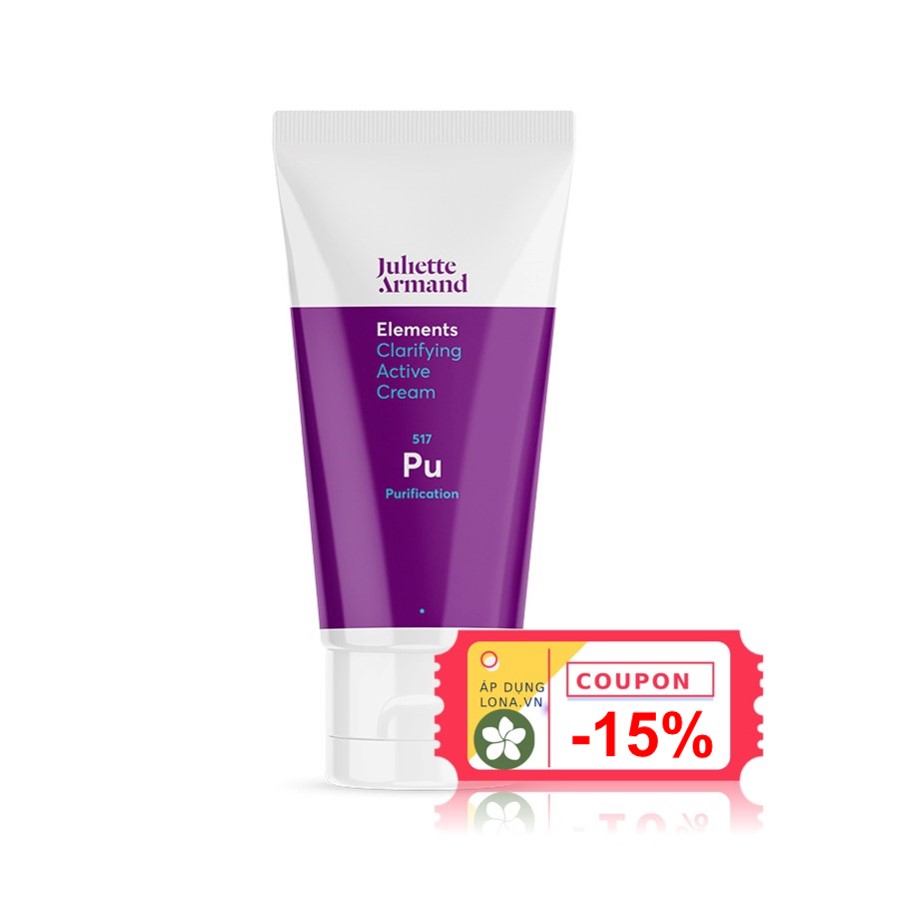 Juliette
Armand
Elements
Clarifying
Active
Cream
517
Pu
Purification
ÁP DỤNG
LONA.VN
COUPON
-15%